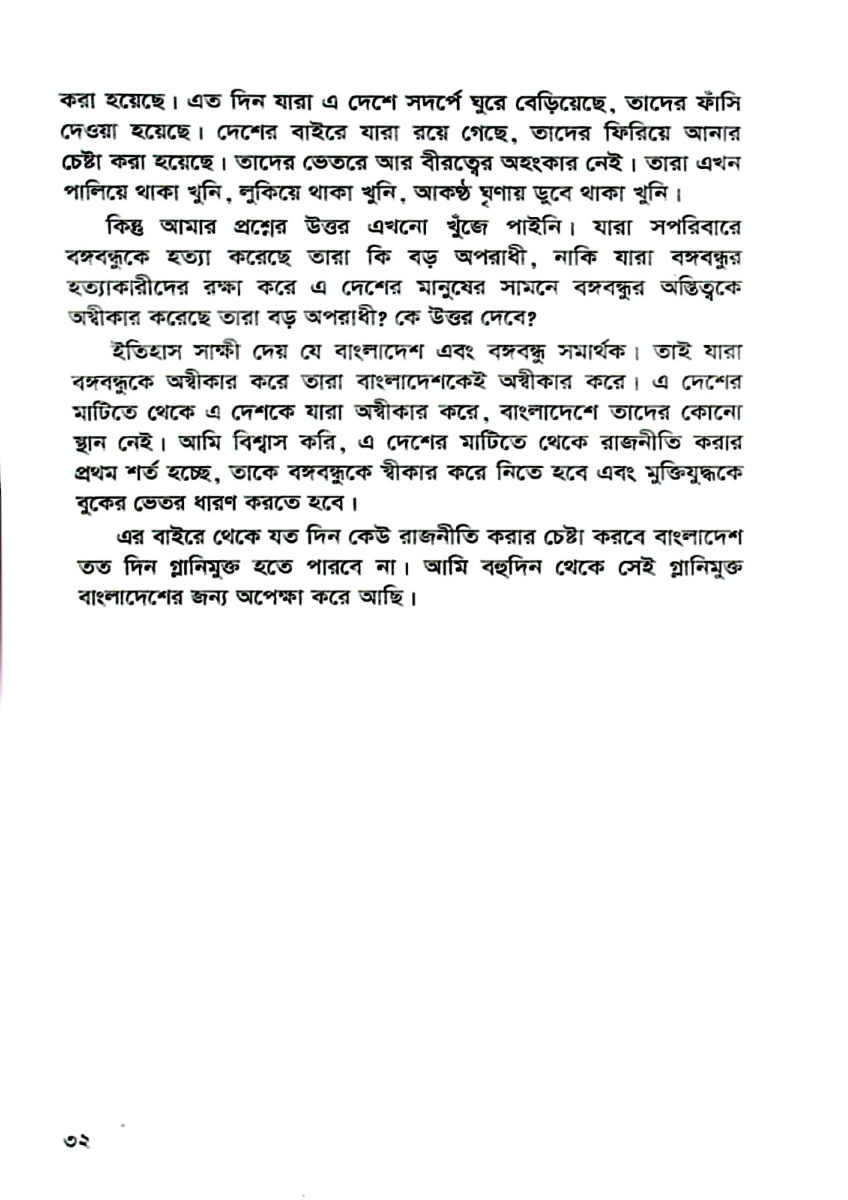 করা হয়েছে। এত দিন যারা এ দেশে সদর্পে ঘুরে বেড়িয়েছে, তাদের ফাঁসি
দেওয়া হয়েছে। দেশের বাইরে যারা রয়ে গেছে, তাদের ফিরিয়ে আনার
চেষ্টা করা হয়েছে। তাদের ভেতরে আর বীরত্বের অহংকার নেই। তারা এখন
পালিয়ে থাকা খুনি, লুকিয়ে থাকা খুনি, আকণ্ঠ ঘৃণায় ডুবে থাকা খুনি।
কিন্তু আমার প্রশ্নের উত্তর এখনো খুঁজে পাইনি। যারা সপরিবারে
বঙ্গবন্ধুকে হত্যা করেছে তারা কি বড় অপরাধী, নাকি যারা বঙ্গবন্ধুর
হত্যাকারীদের রক্ষা করে এ দেশের মানুষের সামনে বঙ্গবন্ধুর অস্তিত্বকে
অস্বীকার করেছে তারা বড় অপরাধী? কে উত্তর দেবে?
ইতিহাস সাক্ষী দেয় যে বাংলাদেশ এবং বঙ্গবন্ধু সমার্থক। তাই যারা
বঙ্গবন্ধুকে অস্বীকার করে তারা বাংলাদেশকেই অস্বীকার করে। এ দেশের
মাটিতে থেকে এ দেশকে যারা অস্বীকার করে, বাংলাদেশে তাদের কোনো
স্থান নেই। আমি বিশ্বাস করি, এ দেশের মাটিতে থেকে রাজনীতি করার
প্রথম শর্ত হচ্ছে, তাকে বঙ্গবন্ধুকে স্বীকার করে নিতে হবে এবং মুক্তিযুদ্ধকে
বুকের ভেতর ধারণ করতে হবে।
এর বাইরে থেকে যত দিন কেউ রাজনীতি করার চেষ্টা করবে বাংলাদেশ
তত দিন গ্লানিমুক্ত হতে পারবে না। আমি বহুদিন থেকে সেই গ্লানিমুক্ত
বাংলাদেশের জন্য অপেক্ষা করে আছি।
৩২